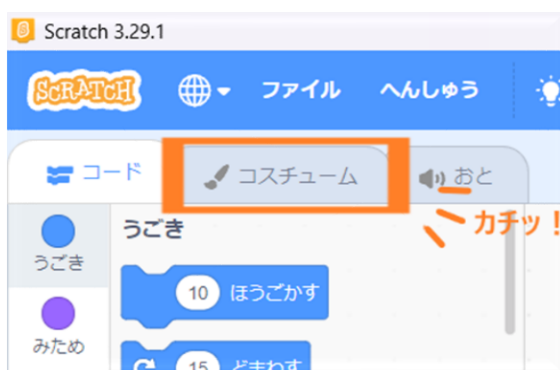 Scratch 3.29.1
SCRATCH ファイル へんしゅう
コード コスチューム おと
カチッ!
うごき
うごき
10 ほうごかす
みため
15 どまわす